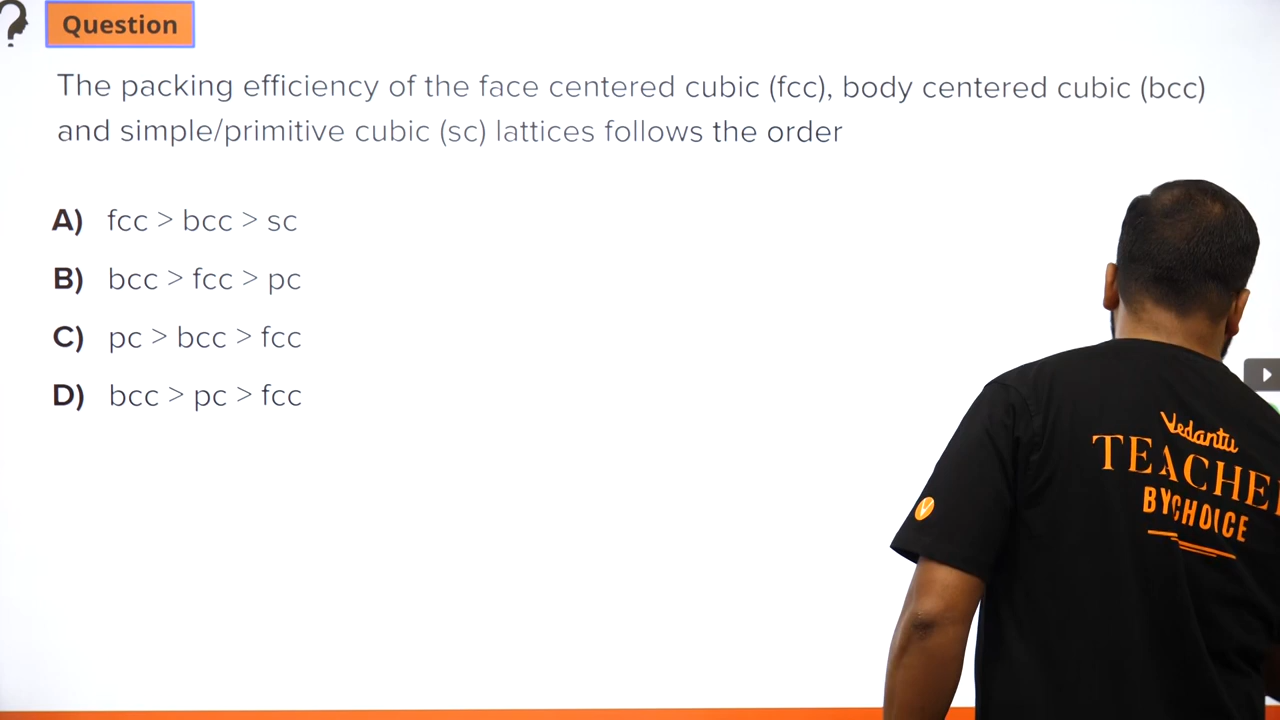 Question
The packing efficiency of the face centered cubic (fcc), body centered cubic (bcc)
and simple/primitive cubic (sc) lattices follows the order
A) fcc > bcc > sc
B) bcc > fcc > pc
C) pc > bcc > fcc
D) bcc > pc > fcc
Vedantu
TEACHE
BY CHOICE